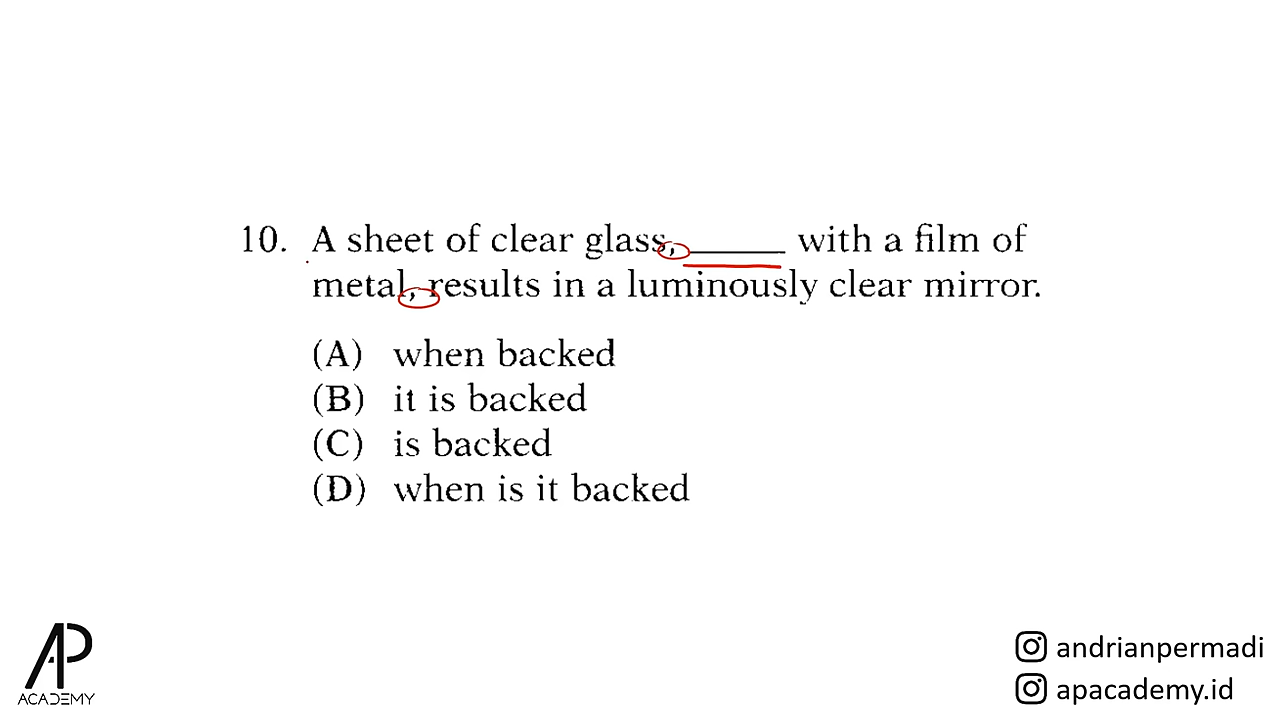 10. A sheet of clear glass, ______ with a film of
metal, results in a luminously clear mirror.
(A) when backed
(B) it is backed
(C) is backed
(D) when is it backed
AP
ACADEMY
andrianpermadi
apacademy.id